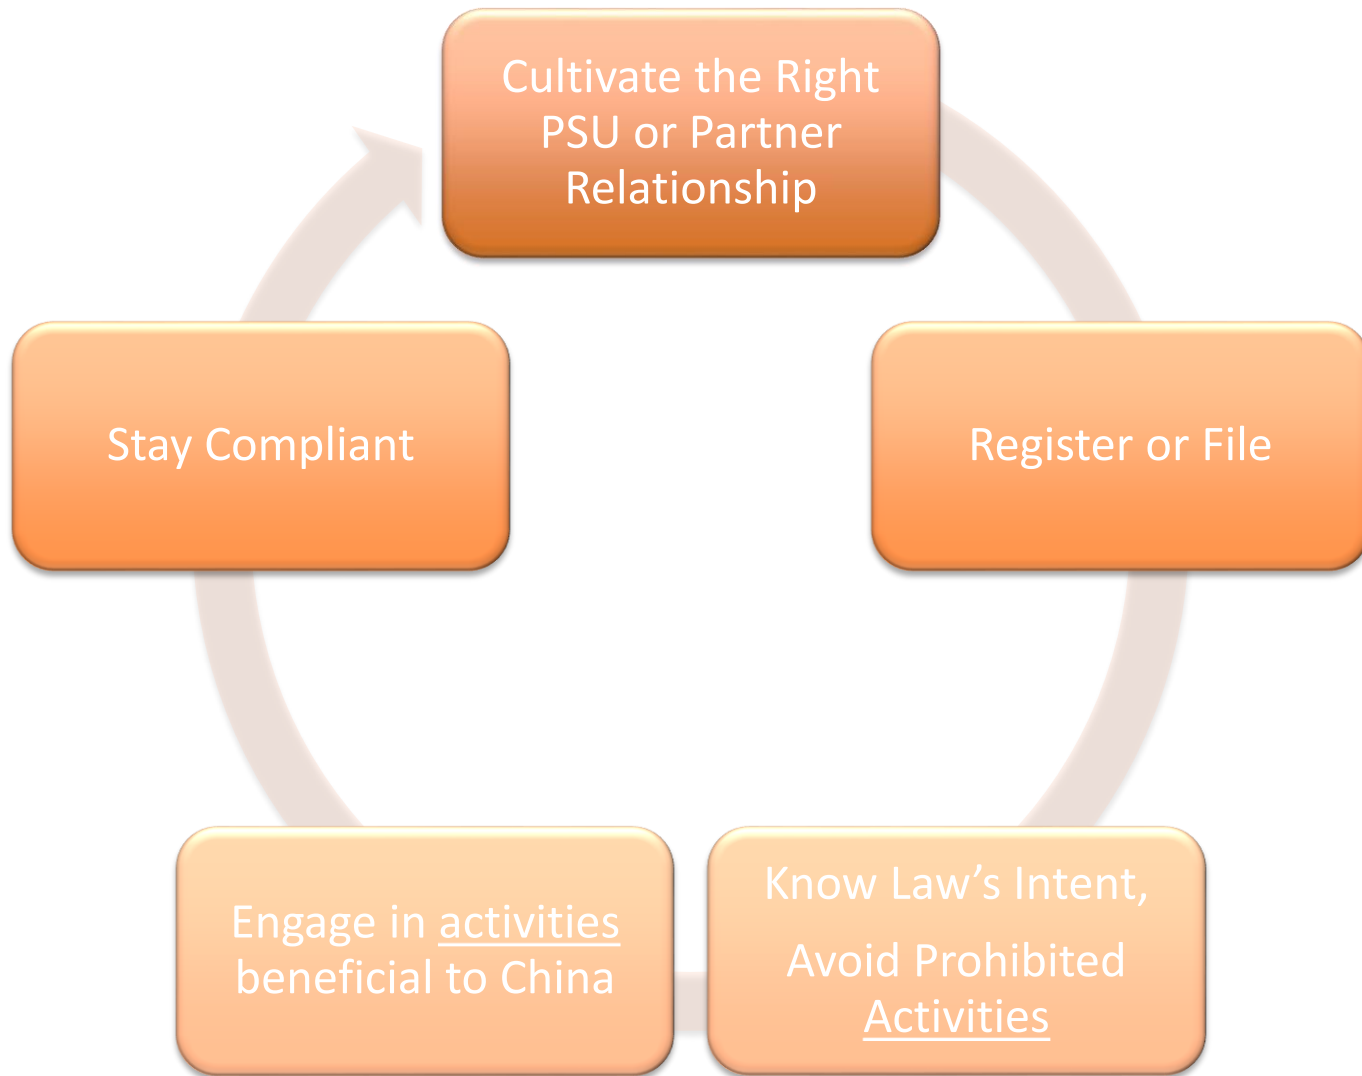 Cultivate the Right
PSU or Partner
Relationship
Register or File
Know Law’s Intent,
Avoid Prohibited
Activities
Engage in activities
beneficial to China
Stay Compliant